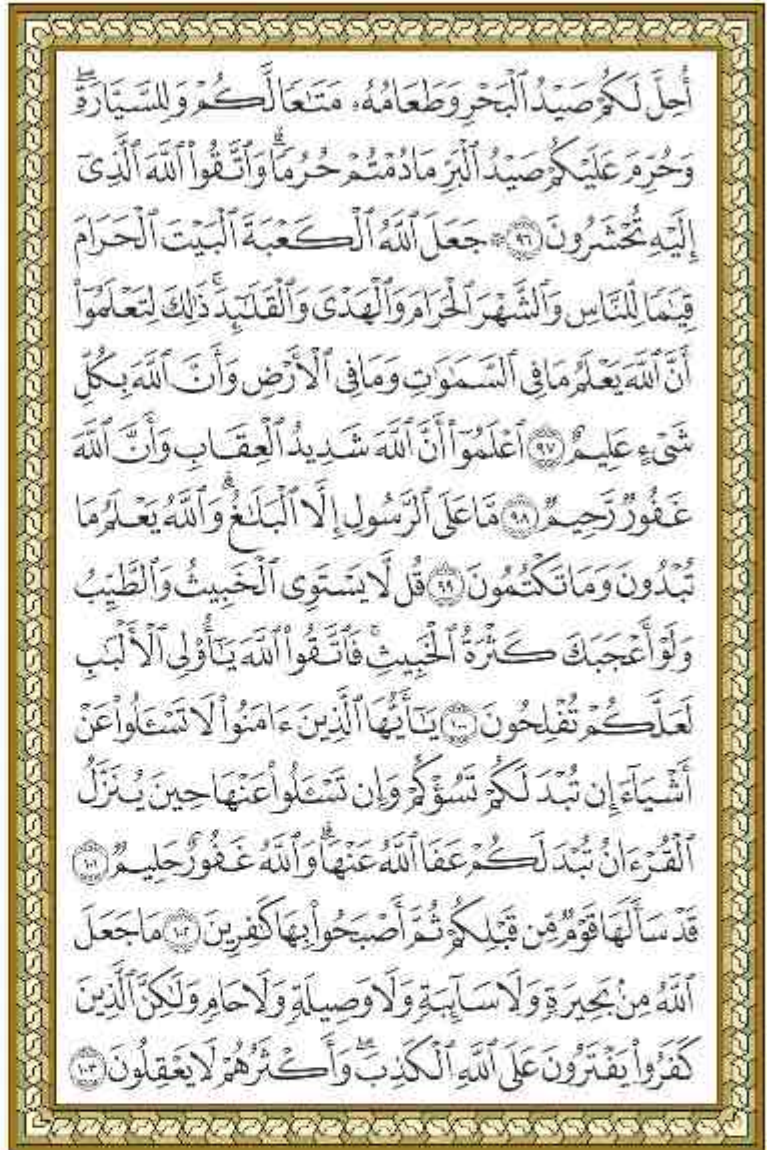 أُحِلَّ لَكُمْ صَيْدُ ٱلْبَحْرِ وَطَعَامُهُۥ مَتَـٰعًا لَّكُمْ وَلِلسَّيَّارَةِۖ
وَحُرِّمَ عَلَيْكُمْ صَيْدُ ٱلْبَرِّ مَا دُمْتُمْ حُرُمًاۗ وَٱتَّقُوا۟ ٱللَّهَ ٱلَّذِىٓ
إِلَيْهِ تُحْشَرُونَ ﴿٩٦﴾ ۞ جَعَلَ ٱللَّهُ ٱلْكَعْبَةَ ٱلْبَيْتَ ٱلْحَرَامَ
قِيَـٰمًا لِّلنَّاسِ وَٱلشَّهْرَ ٱلْحَرَامَ وَٱلْهَدْىَ وَٱلْقَلَـٰٓئِدَۚ ذَٰلِكَ لِتَعْلَمُوٓا۟
أَنَّ ٱللَّهَ يَعْلَمُ مَا فِى ٱلسَّمَـٰوَٰتِ وَمَا فِى ٱلْأَرْضِ وَأَنَّ ٱللَّهَ بِكُلِّ
شَىْءٍ عَلِيمٌ ﴿٩٧﴾ ٱعْلَمُوٓا۟ أَنَّ ٱللَّهَ شَدِيدُ ٱلْعِقَابِ وَأَنَّ ٱللَّهَ
غَفُورٌ رَّحِيمٌ ﴿٩٨﴾ مَّا عَلَى ٱلرَّسُولِ إِلَّا ٱلْبَلَـٰغُۗ وَٱللَّهُ يَعْلَمُ مَا
تُبْدُونَ وَمَا تَكْتُمُونَ ﴿٩٩﴾ قُل لَّا يَسْتَوِى ٱلْخَبِيثُ وَٱلطَّيِّبُ
وَلَوْ أَعْجَبَكَ كَثْرَةُ ٱلْخَبِيثِۚ فَٱتَّقُوا۟ ٱللَّهَ يَـٰٓأُو۟لِى ٱلْأَلْبَـٰبِ
لَعَلَّكُمْ تُفْلِحُونَ ﴿١٠٠﴾ يَـٰٓأَيُّهَا ٱلَّذِينَ ءَامَنُوا۟ لَا تَسْـَٔلُوا۟ عَنْ
أَشْيَآءَ إِن تُبْدَ لَكُمْ تَسُؤْكُمْ وَإِن تَسْـَٔلُوا۟ عَنْهَا حِينَ يُنَزَّلُ
ٱلْقُرْءَانُ تُبْدَ لَكُمْ عَفَا ٱللَّهُ عَنْهَاۗ وَٱللَّهُ غَفُورٌ حَلِيمٌ ﴿١٠١﴾
قَدْ سَأَلَهَا قَوْمٌ مِّن قَبْلِكُمْ ثُمَّ أَصْبَحُوا۟ بِهَا كَـٰفِرِينَ ﴿١٠٢﴾ مَا جَعَلَ
ٱللَّهُ مِنۢ بَحِيرَةٍ وَلَا سَآئِبَةٍ وَلَا وَصِيلَةٍ وَلَا حَامٍ وَلَـٰكِنَّ ٱلَّذِينَ
كَفَرُوا۟ يَفْتَرُونَ عَلَى ٱللَّهِ ٱلْكَذِبَۖ وَأَكْثَرُهُمْ لَا يَعْقِلُونَ ﴿١٠٣﴾